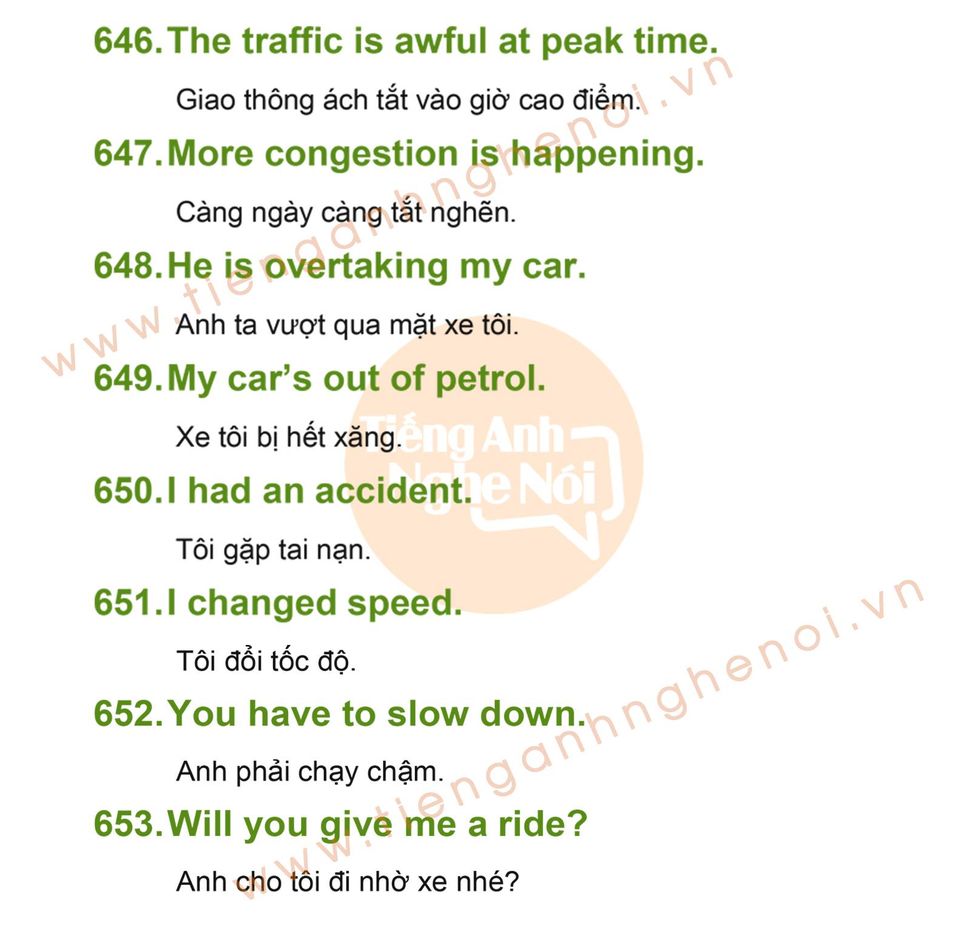 646. The traffic is awful at peak time.
Giao thông ách tắt vào giờ cao điểm.
647. More congestion is happening.
Càng ngày càng tắt nghẽn.
648. He is overtaking my car.
Anh ta vượt qua mặt xe tôi.
649. My car’s out of petrol.
Xe tôi bị hết xăng.
650. I had an accident.
Tôi gặp tai nạn.
651. I changed speed.
Tôi đổi tốc độ.
652. You have to slow down.
Anh phải chạy chậm.
653. Will you give me a ride?
Anh cho tôi đi nhờ xe nhé?
www.tienganhnghenoi.vn
Tiếng Anh
Nghe Nói
www.tienganhnghenoi.vn